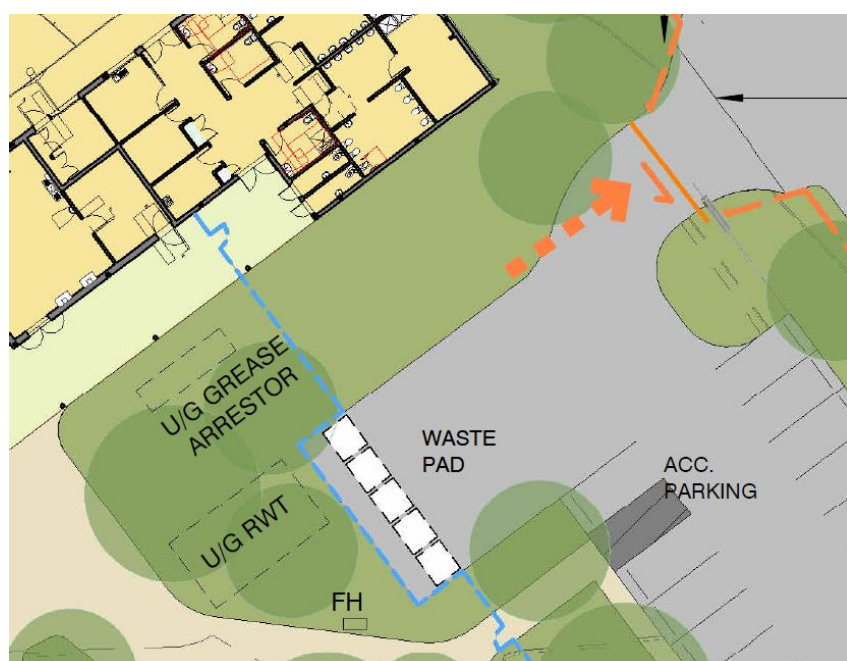 U/G GREASE
ARRESTOR
WASTE
PAD
ACC.
PARKING
U/G RWT
FH